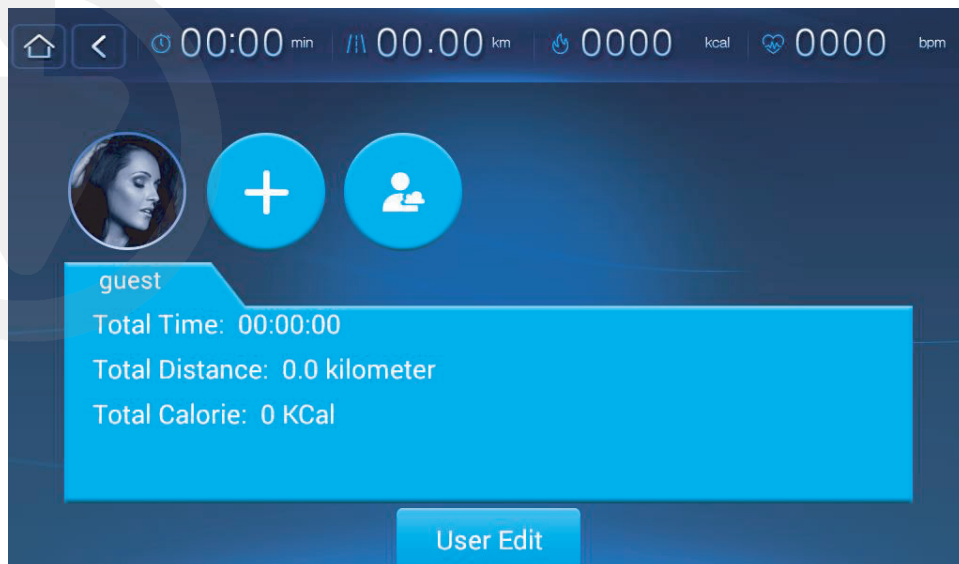 00:00 min 00.00 km 0000 kcal 0000 bpm
guest
Total Time: 00:00:00
Total Distance: 0.0 kilometer
Total Calorie: 0 KCal
User Edit